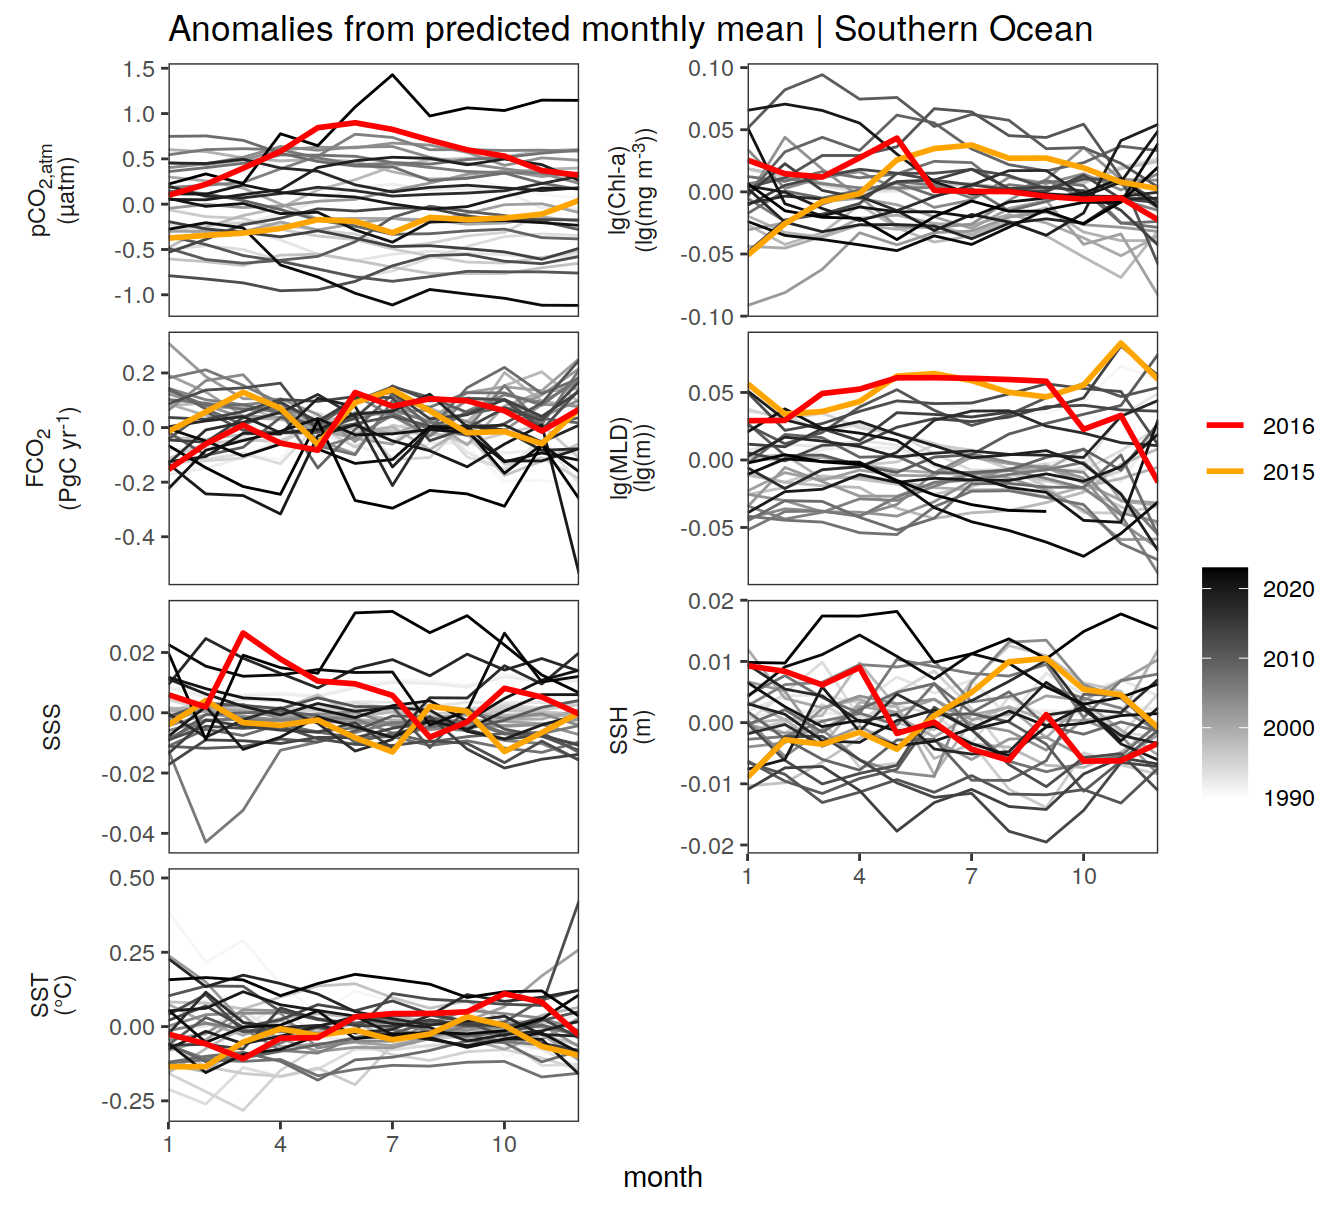 Anomalies from predicted monthly mean | Southern Ocean
pCO2,atm
(µatm)
1.5
1.0
0.5
0.0
-0.5
-1.0
lg(Chl-a)
(lg(mg m-3))
0.10
0.05
0.00
-0.05
-0.10
FCO2
(PgC yr-1)
0.2
0.0
-0.2
-0.4
lg(MLD)
(lg(m))
0.05
0.00
-0.05
SSS
0.02
0.00
-0.02
-0.04
SSH
(m)
0.02
0.01
0.00
-0.01
-0.02
1 4 7 10
SST
(°C)
0.50
0.25
0.00
-0.25
1 4 7 10
month
2016
2015
2020
2010
2000
1990